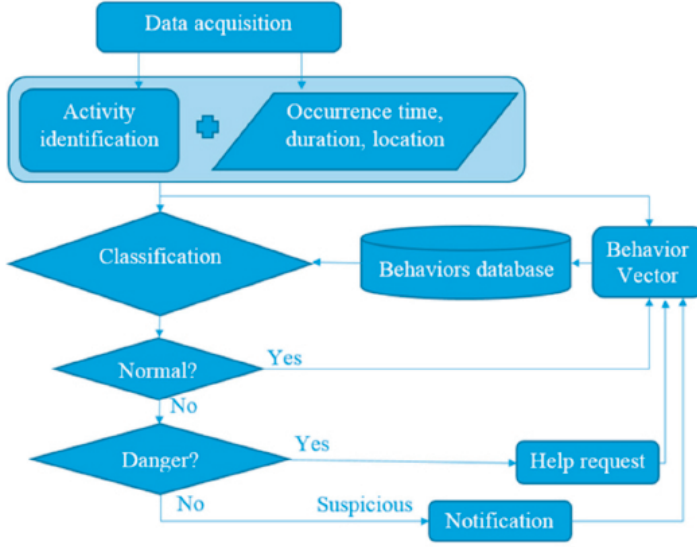 Data acquisition
Activity
identification
Occurrence time,
duration, location
Classification
Behaviors database
Behavior
Vector
Normal?
Yes
No
Danger?
Yes
Help request
No
Suspicious
Notification